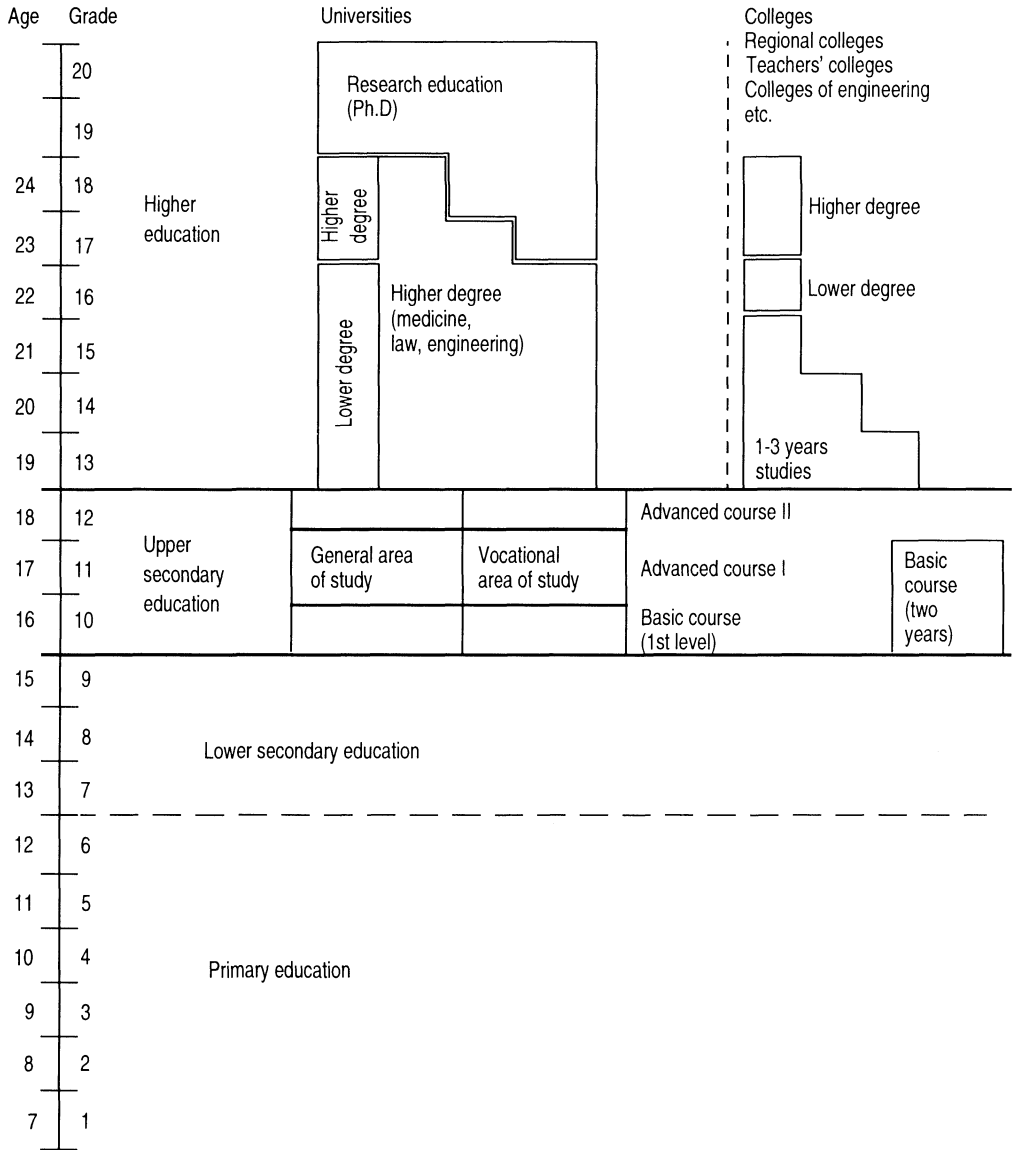 Age Grade Universities Colleges
Regional colleges
Teachers' colleges
Colleges of engineering
etc.
20
19
Research education
(Ph.D)
24 18
23 17
22 16
21 15
20 14
19 13
Higher
education
Higher
degree
Lower degree
Higher degree
(medicine,
law, engineering)
Higher degree
Lower degree
1-3 years
studies
18 12
17 11
16 10
Upper
secondary
education
General area
of study
Vocational
area of study
Advanced course II
Advanced course I
Basic course
(1st level)
Basic
course
(two
years)
15 9
14 8
13 7
Lower secondary education
12 6
11 5
10 4
9 3
8 2
7 1
Primary education